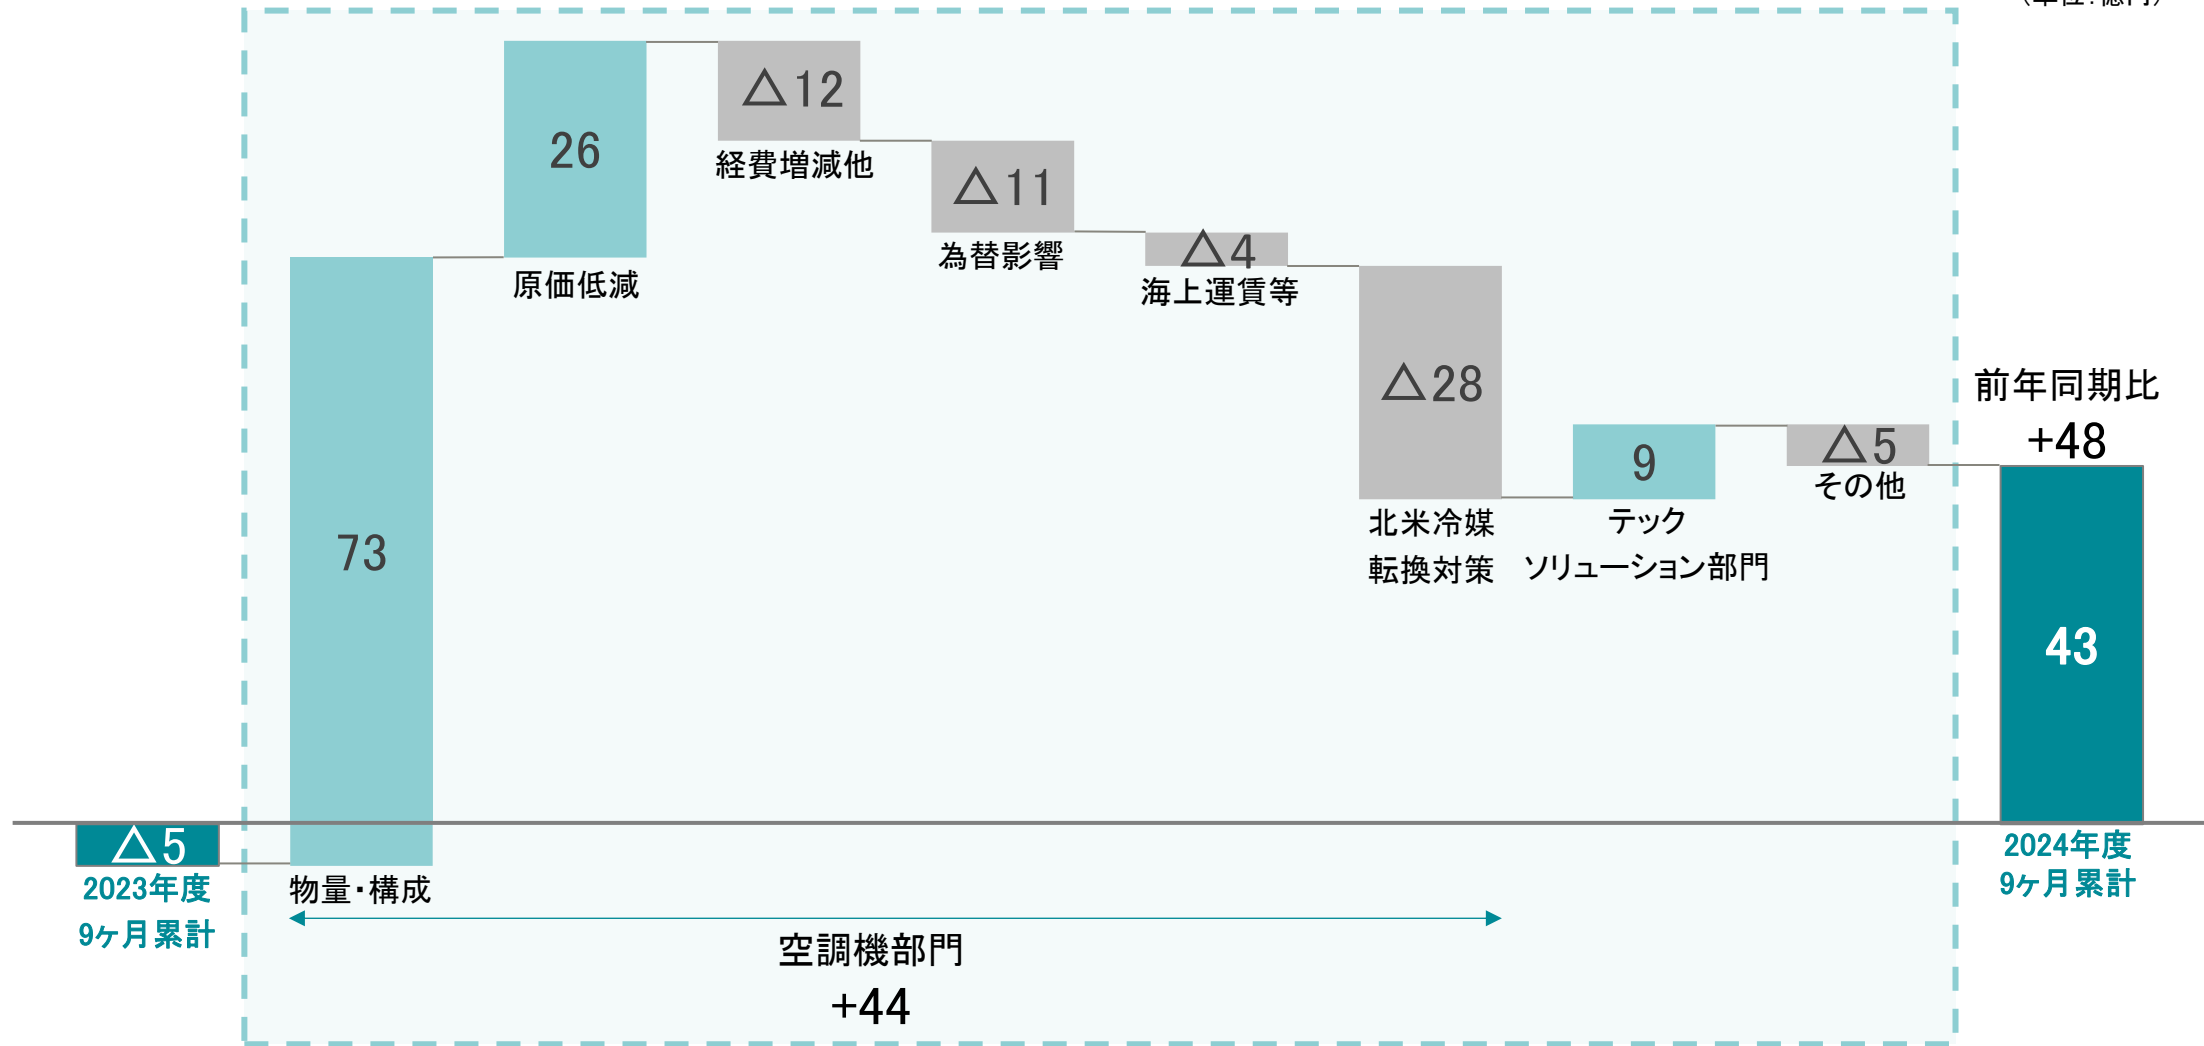 △12
26
経費増減他
△11
△4
原価低減
為替影響
海上運賃等
△28
前年同期比
+48
9
△5
その他
73
北米冷媒
転換対策
テック
ソリューション部門
43
△5
2023年度
9ヶ月累計
物量・構成
2024年度
9ヶ月累計
空調機部門
+44